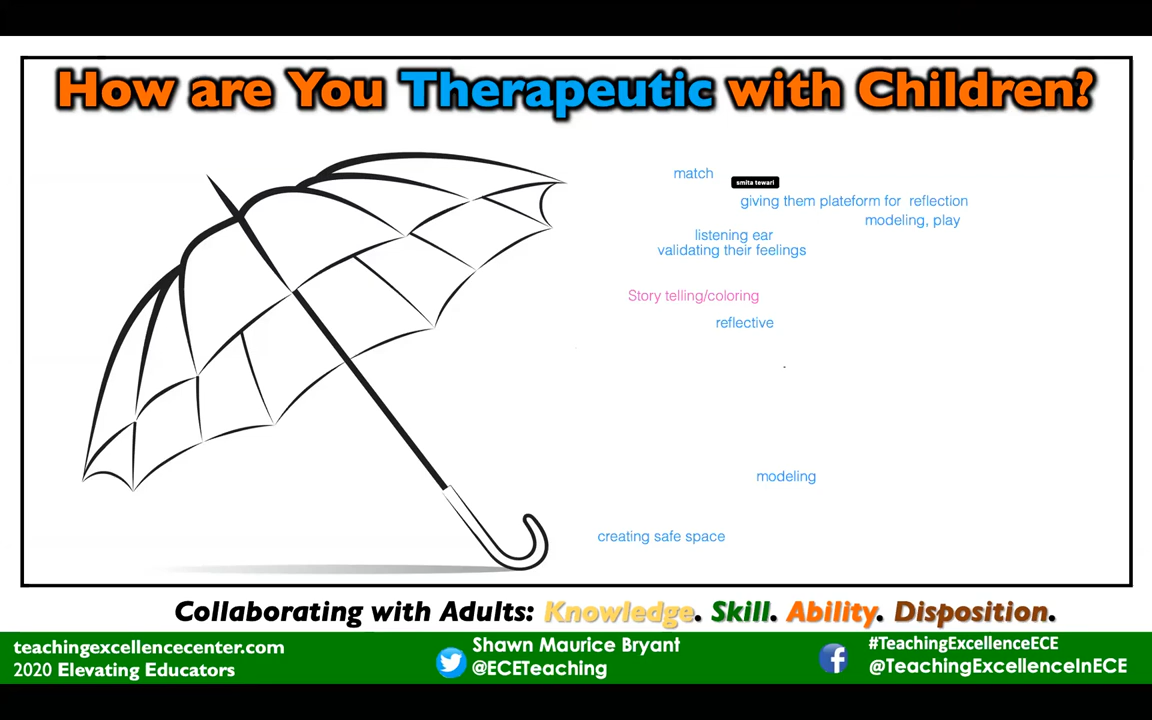 How are You Therapeutic with Children?
match
smita tewari
giving them plateform for reflection
modeling, play
listening ear
validating their feelings
Story telling/coloring
reflective
modeling
creating safe space
Collaborating with Adults: Knowledge. Skill. Ability. Disposition.
teachingexcellencecenter.com
2020 Elevating Educators
Shawn Maurice Bryant
@ECETeaching
#TeachingExcellenceECE
@TeachingExcellenceInECE